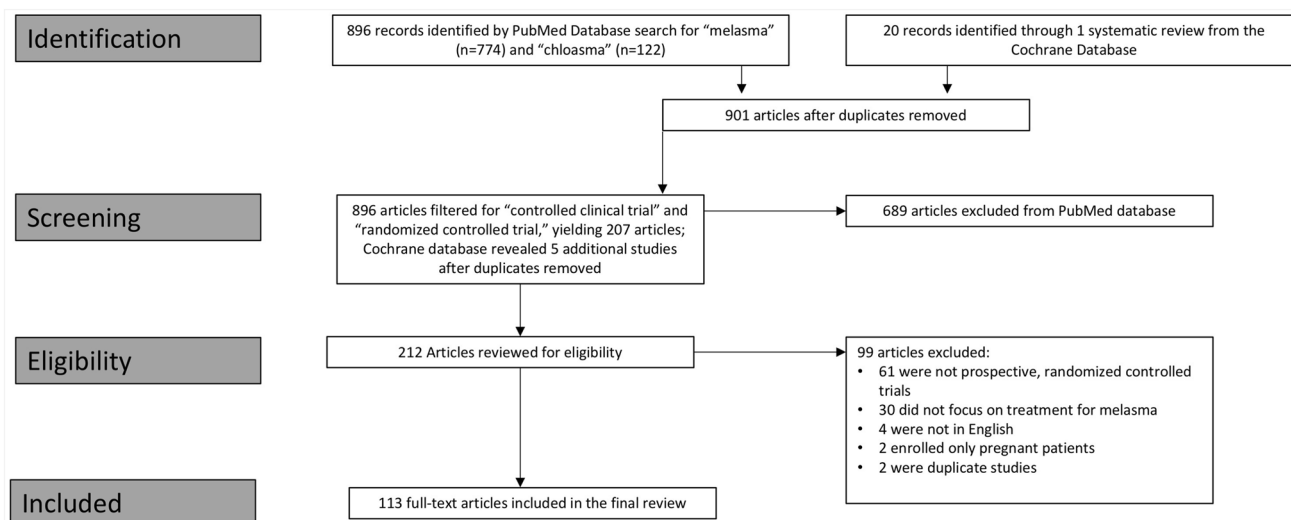 Identification
896 records identified by PubMed Database search for “melasma”
(n=774) and “chloasma” (n=122)
20 records identified through 1 systematic review from the
Cochrane Database
901 articles after duplicates removed
Screening
896 articles filtered for “controlled clinical trial” and
“randomized controlled trial,” yielding 207 articles;
Cochrane database revealed 5 additional studies
after duplicates removed
689 articles excluded from PubMed database
Eligibility
212 Articles reviewed for eligibility
99 articles excluded:
• 61 were not prospective, randomized controlled
trials
• 30 did not focus on treatment for melasma
• 4 were not in English
• 2 enrolled only pregnant patients
• 2 were duplicate studies
Included
113 full-text articles included in the final review